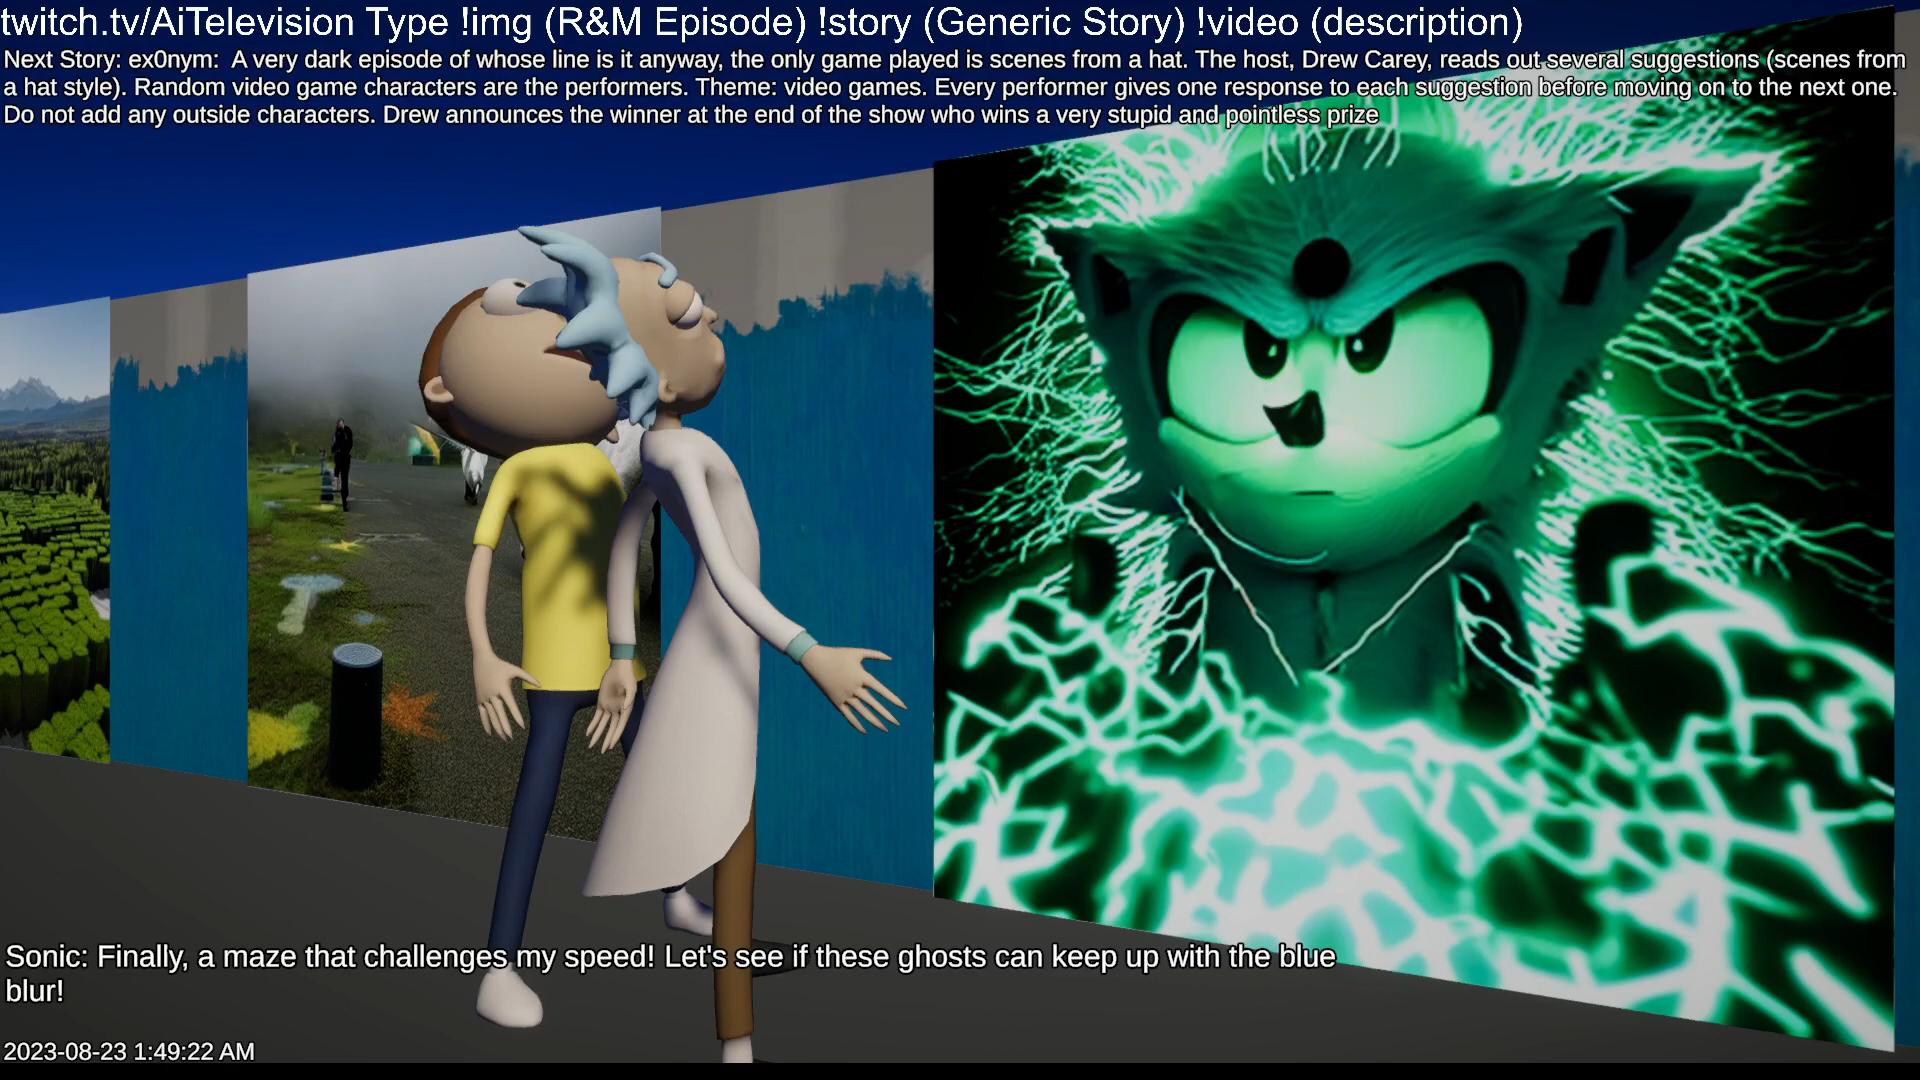 twitch.tv/AiTelevision Type !img (R&M Episode) !story (Generic Story) !video (description)
Next Story: ex0nym:  A very dark episode of whose line is it anyway, the only game played is scenes from a hat. The host, Drew Carey, reads out several suggestions (scenes from
a hat style). Random video game characters are the performers. Theme: video games. Every performer gives one response to each suggestion before moving on to the next one.
Do not add any outside characters. Drew announces the winner at the end of the show who wins a very stupid and pointless prize
Sonic: Finally, a maze that challenges my speed! Let's see if these ghosts can keep up with the blue
blur!
2023-08-23 1:49:22 AM